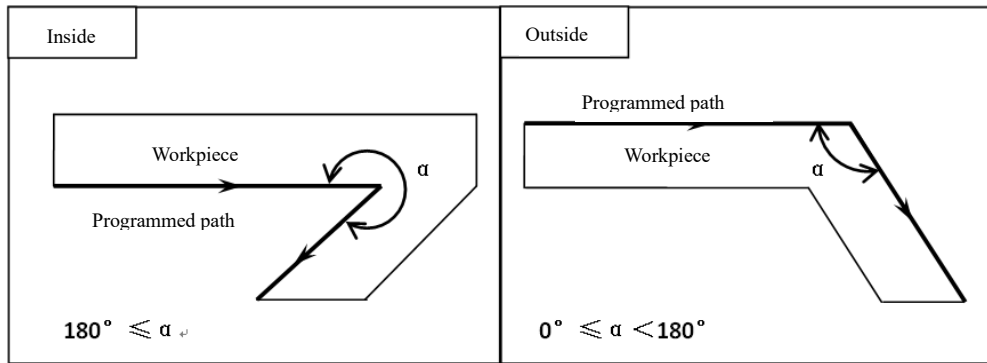 Inside
Workpiece
α
Programmed path
180° ≤ α
Outside
Programmed path
Workpiece
α
0° ≤ α <180°